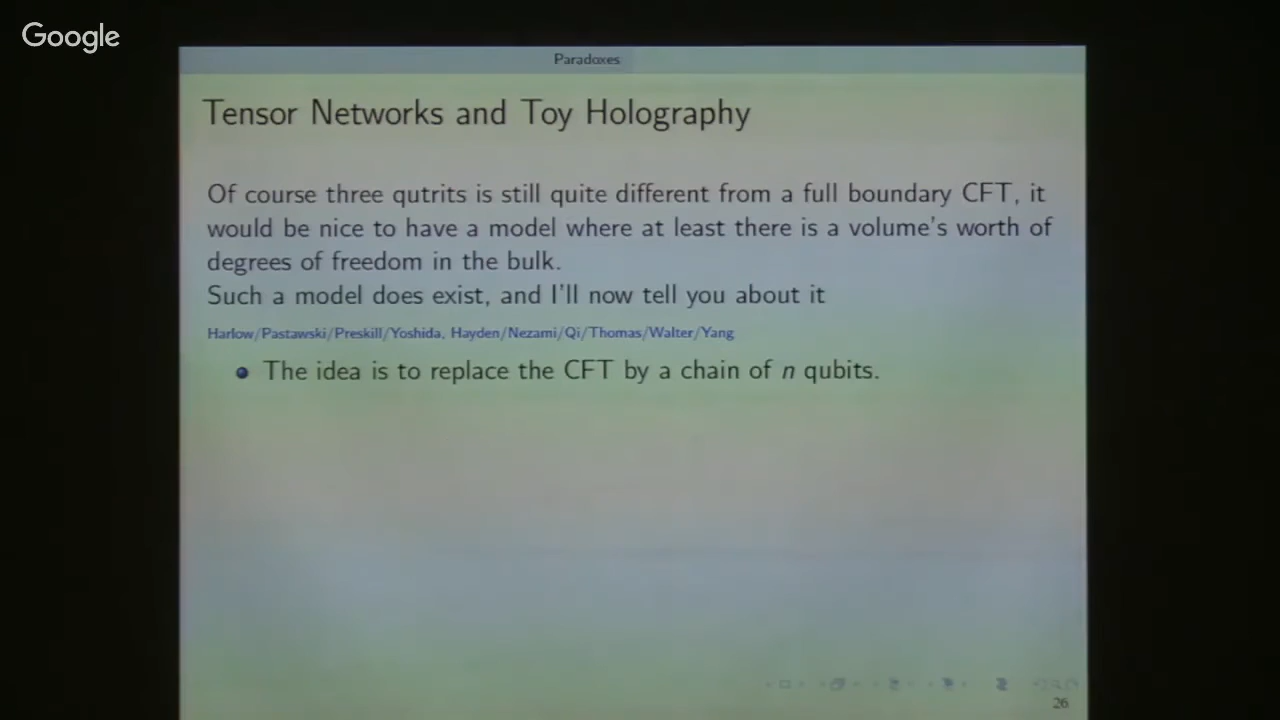 Google
Paradoxes
Tensor Networks and Toy Holography
Of course three qutrits is still quite different from a full boundary CFT, it
would be nice to have a model where at least there is a volume's worth of
degrees of freedom in the bulk.
Such a model does exist, and I'll now tell you about it
Harlow/Pastawski/Preskill/Yoshida, Hayden/Nezami/Qi/Thomas/Walter/Yang
The idea is to replace the CFT by a chain of n qubits.
26